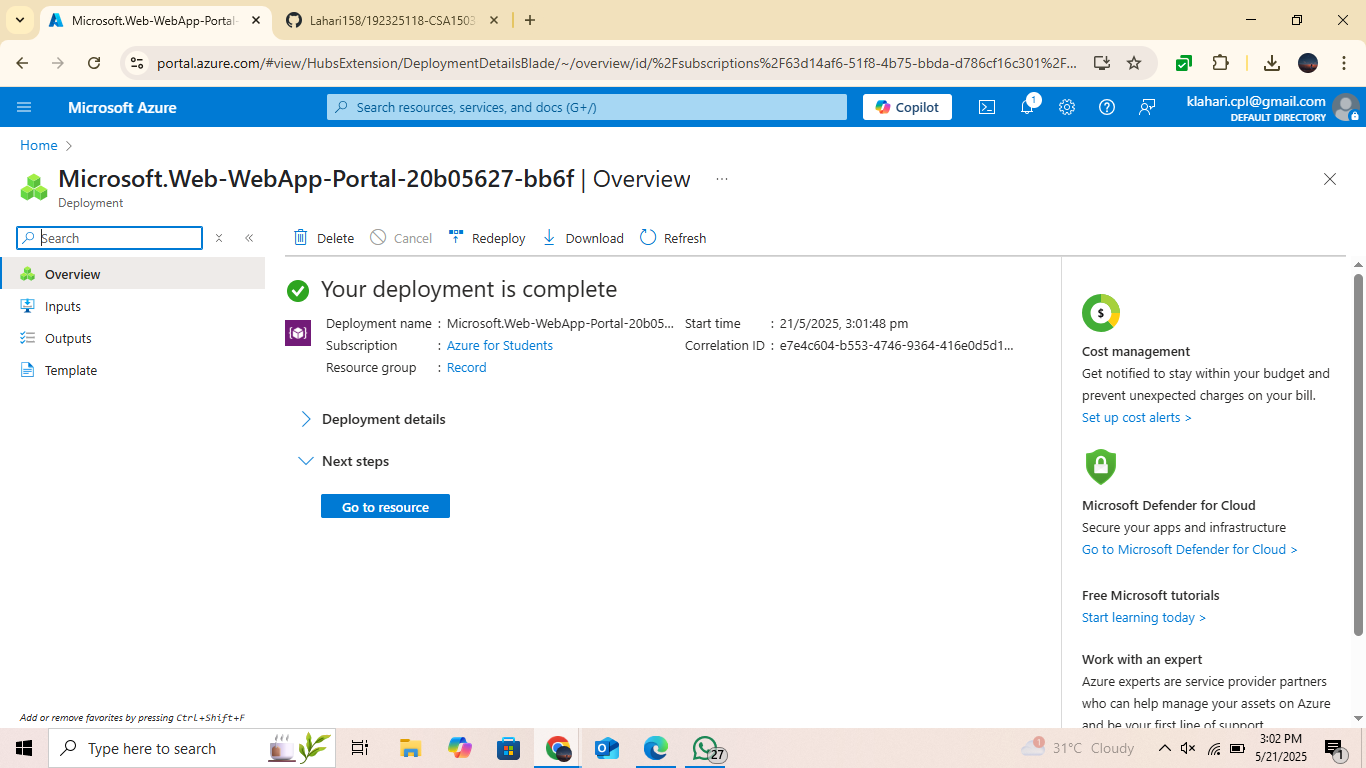 Microsoft.Web-WebApp-Portal-
Lahari158/192325118-CSA1503
portal.azure.com/#view/HubsExtension/DeploymentDetailsBlade/~/overview/id/%2Fsubscriptions%2F63d14af6-51f8-4b75-bbda-d786cf16c301%2F...
Microsoft Azure
Search resources, services, and docs (G+/)
Copilot
1
klahari.cpl@gmail.com
DEFAULT DIRECTORY
Home
Microsoft.Web-WebApp-Portal-20b05627-bb6f | Overview
...
Deployment
Search
Delete
Cancel
Redeploy
Download
Refresh
Overview
Inputs
Outputs
Template
Your deployment is complete
Deployment name : Microsoft.Web-WebApp-Portal-20b05...
Subscription : Azure for Students
Resource group : Record
Start time : 21/5/2025, 3:01:48 pm
Correlation ID : e7e4c604-b553-4746-9364-416e0d5d1...
Deployment details
Next steps
Go to resource
$
Cost management
Get notified to stay within your budget and
prevent unexpected charges on your bill.
Set up cost alerts >
Microsoft Defender for Cloud
Secure your apps and infrastructure
Go to Microsoft Defender for Cloud >
Free Microsoft tutorials
Start learning today >
Work with an expert
Azure experts are service provider partners
who can help manage your assets on Azure
and be your first line of support.
Add or remove favorites by pressing Ctrl+Shift+F
Type here to search
27
1
31°C Cloudy
3:02 PM
5/21/2025
1